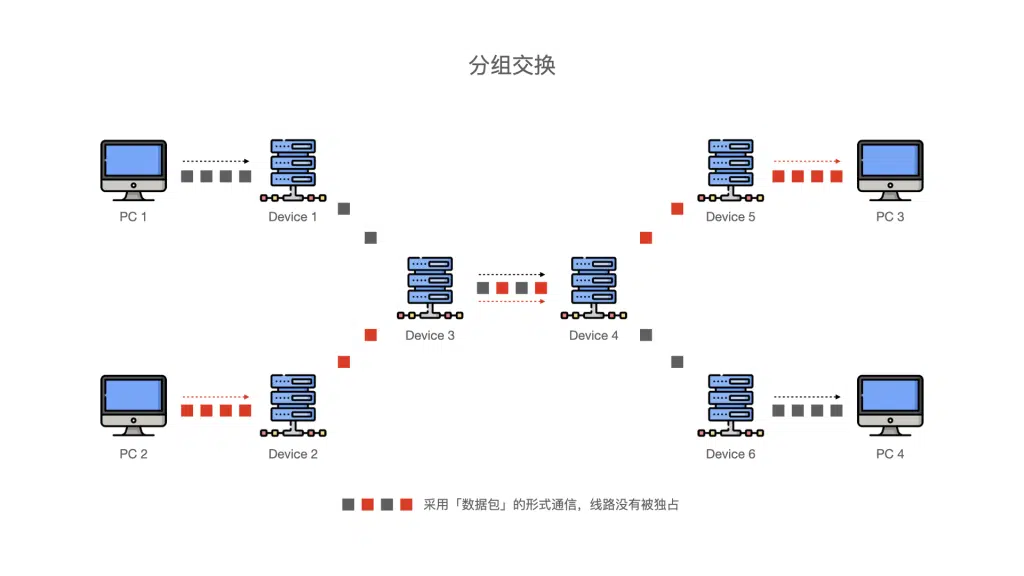 分组交换
PC 1
Device 1
Device 5
PC 3
Device 3
Device 4
PC 2
Device 2
Device 6
PC 4
采用「数据包」的形式通信，线路没有被独占